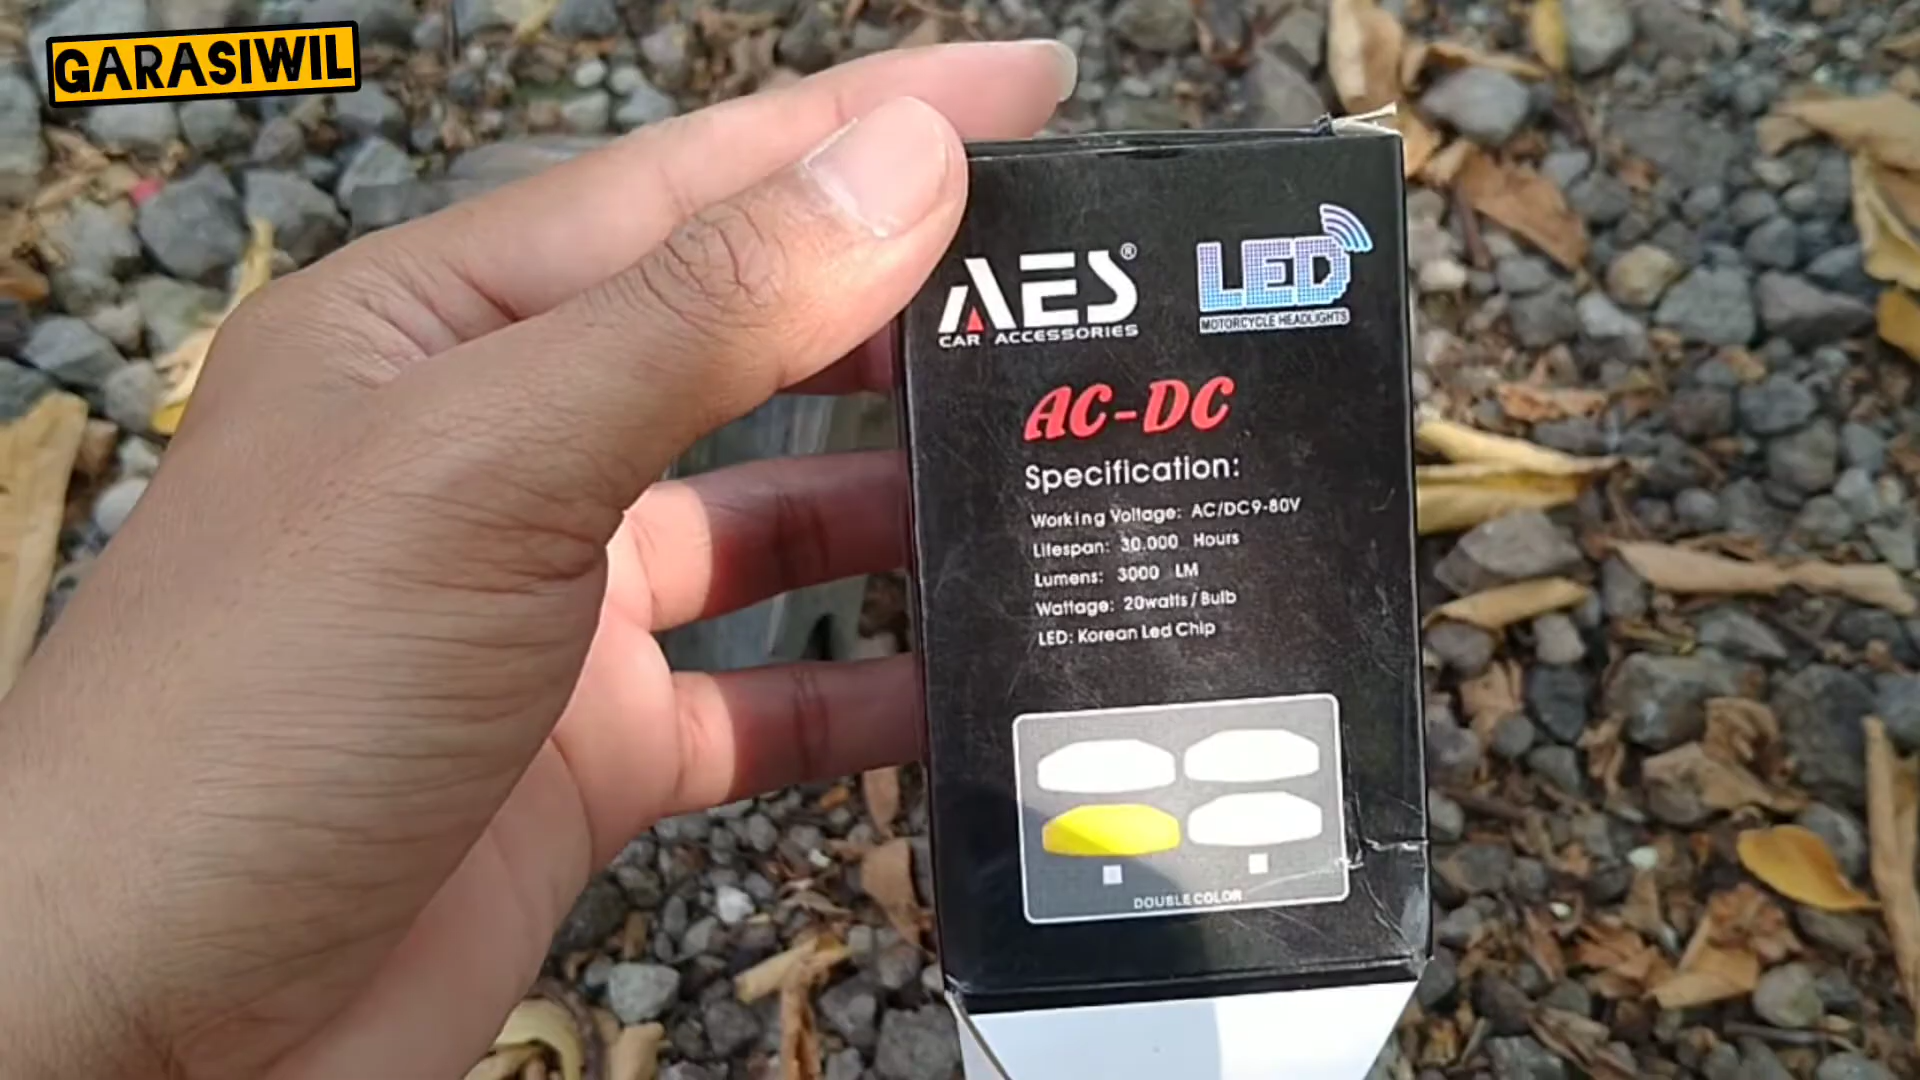 GARASIWIL
AES®
CAR ACCESSORIES
LED
MOTORCYCLE HEADLIGHTS
AC-DC
Specification:
Working Voltage: AC/DC9-80V
Lifespan: 30.000 Hours
Lumens: 3000 LM
Wattage: 20watts/Bulb
LED: Korean Led Chip
DOUBLE COLOR